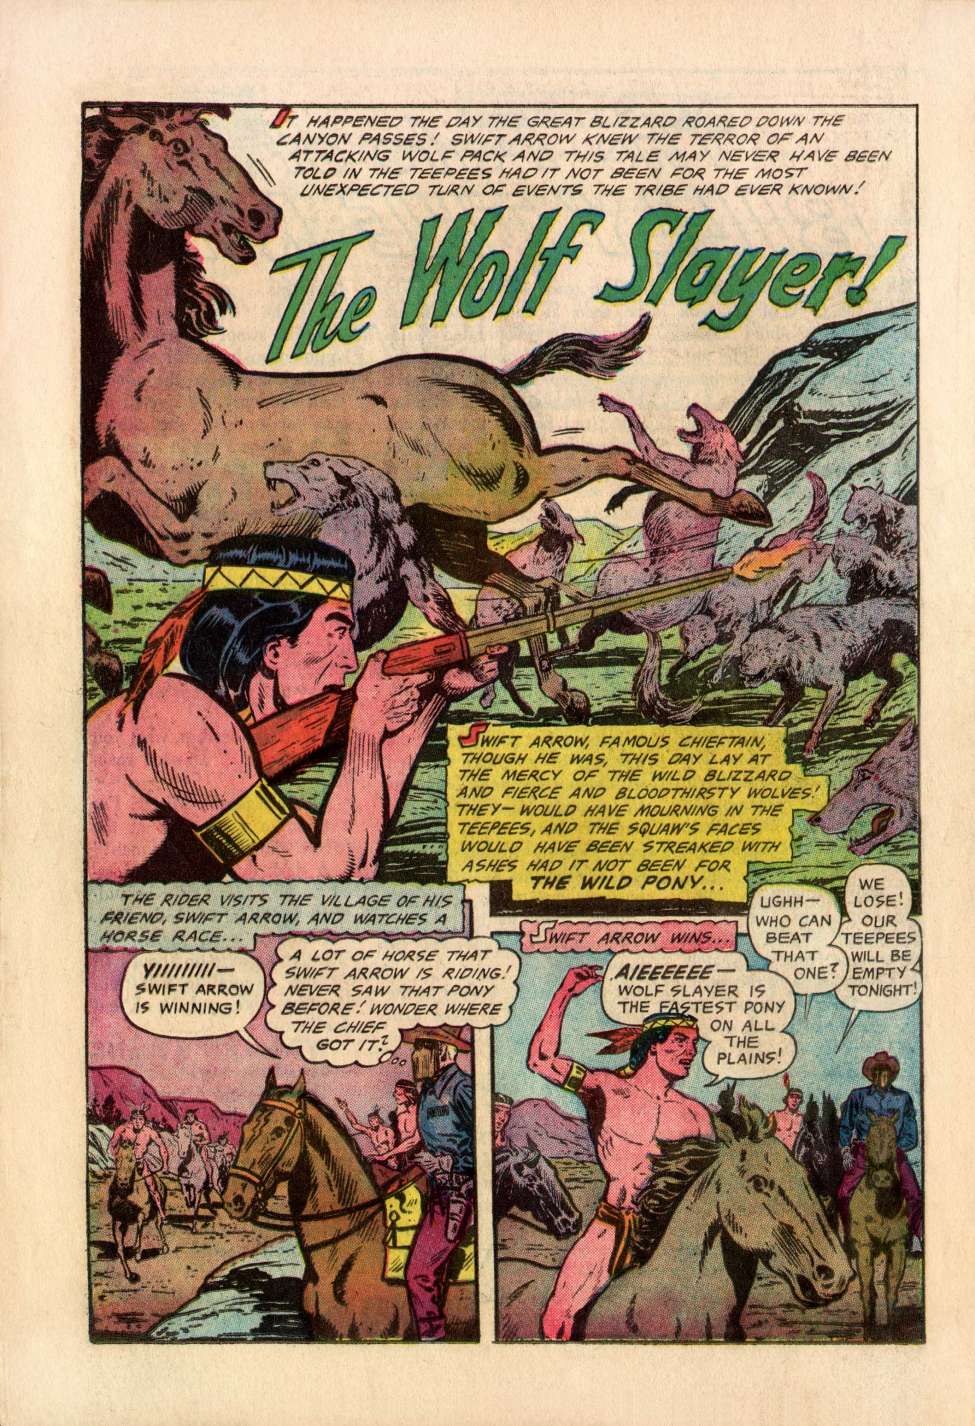 IT HAPPENED THE DAY THE GREAT BLIZZARD ROARED DOWN THE
CANYON PASSES! SWIFT ARROW KNEW THE TERROR OF AN
ATTACKING WOLF PACK AND THIS TALE MAY NEVER HAVE BEEN
TOLD IN THE TEEPEES HAD IT NOT BEEN FOR THE MOST
UNEXPECTED TURN OF EVENTS THE TRIBE HAD EVER KNOWN!
The Wolf Slayer!
SWIFT ARROW, FAMOUS CHIEFTAIN,
THOUGH HE WAS, THIS DAY LAY AT
THE MERCY OF THE WILD BLIZZARD
AND FIERCE AND BLOODTHIRSTY WOLVES!
THEY— WOULD HAVE MOURNING IN THE
TEEPEES, AND THE SQUAW'S FACES
WOULD HAVE BEEN STREAKED WITH
ASHES HAD IT NOT BEEN FOR
THE WILD PONY...
THE RIDER VISITS THE VILLAGE OF HIS
FRIEND, SWIFT ARROW, AND WATCHES A
HORSE RACE...
YIIIIIIII—
SWIFT ARROW
IS WINNING!
A LOT OF HORSE THAT
SWIFT ARROW IS RIDING!
NEVER SAW THAT PONY
BEFORE! WONDER WHERE
THE CHIEF
GOT IT?
SWIFT ARROW WINS...
AIEEEEEE—
WOLF SLAYER IS
THE FASTEST PONY
ON ALL
THE
PLAINS!
UGHH—
WHO CAN
BEAT
THAT
ONE?
WE
LOSE!
OUR
TEEPEES
WILL BE
EMPTY
TONIGHT!